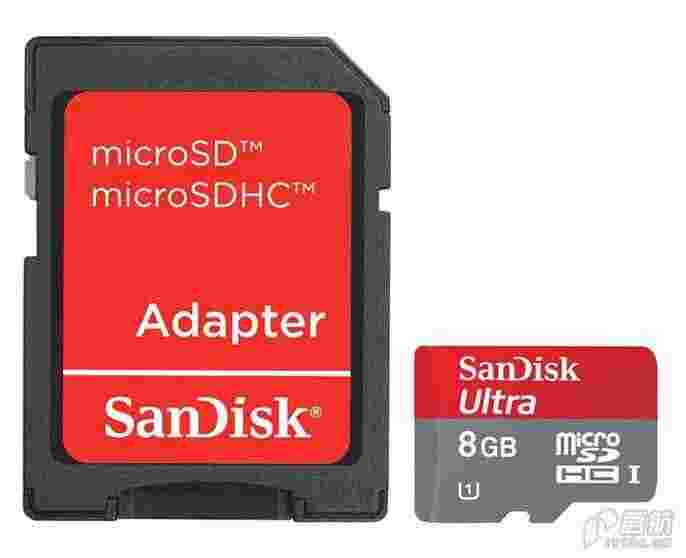 microSD™
microSDHC™
Adapter
SanDisk®
SanDisk
Ultra
8GB
micro
SD
HC I
1